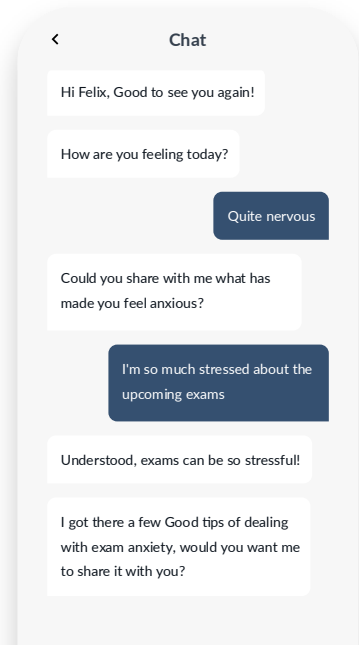 Chat
Hi Felix, Good to see you again!
How are you feeling today?
Quite nervous
Could you share with me what has
made you feel anxious?
I'm so much stressed about the
upcoming exams
Understood, exams can be so stressful!
I got there a few Good tips of dealing
with exam anxiety, would you want me
to share it with you?